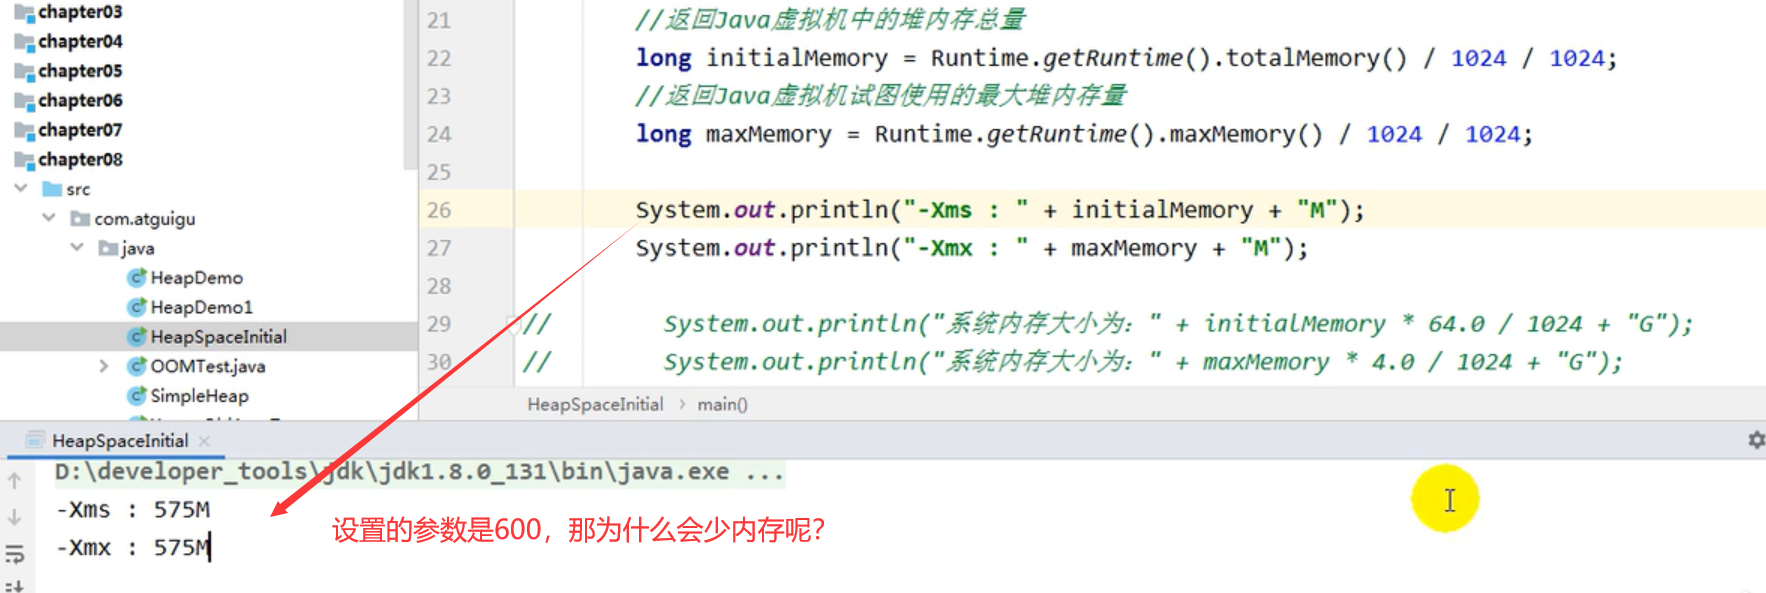 chapter03
chapter04
chapter05
chapter06
chapter07
chapter08
src
com.atguigu
java
HeapDemo
HeapDemo1
HeapSpaceInitial
OOMTest.java
SimpleHeap
21 //返回Java虚拟机中的堆内存总量
22 long initialMemory = Runtime.getRuntime().totalMemory() / 1024 / 1024;
23 //返回Java虚拟机试图使用的最大堆内存量
24 long maxMemory = Runtime.getRuntime().maxMemory() / 1024 / 1024;
25
26 System.out.println("-Xms : " + initialMemory + "M");
27 System.out.println("-Xmx : " + maxMemory + "M");
28
29 // System.out.println("系统内存大小为：" + initialMemory * 64.0 / 1024 + "G");
30 // System.out.println("系统内存大小为：" + maxMemory * 4.0 / 1024 + "G");
HeapSpaceInitial › main()
HeapSpaceInitial ×
D:\developer_tools\jdk\jdk1.8.0_131\bin\java.exe ...
-Xms : 575M
-Xmx : 575M
设置的参数是600，那为什么会少内存呢？